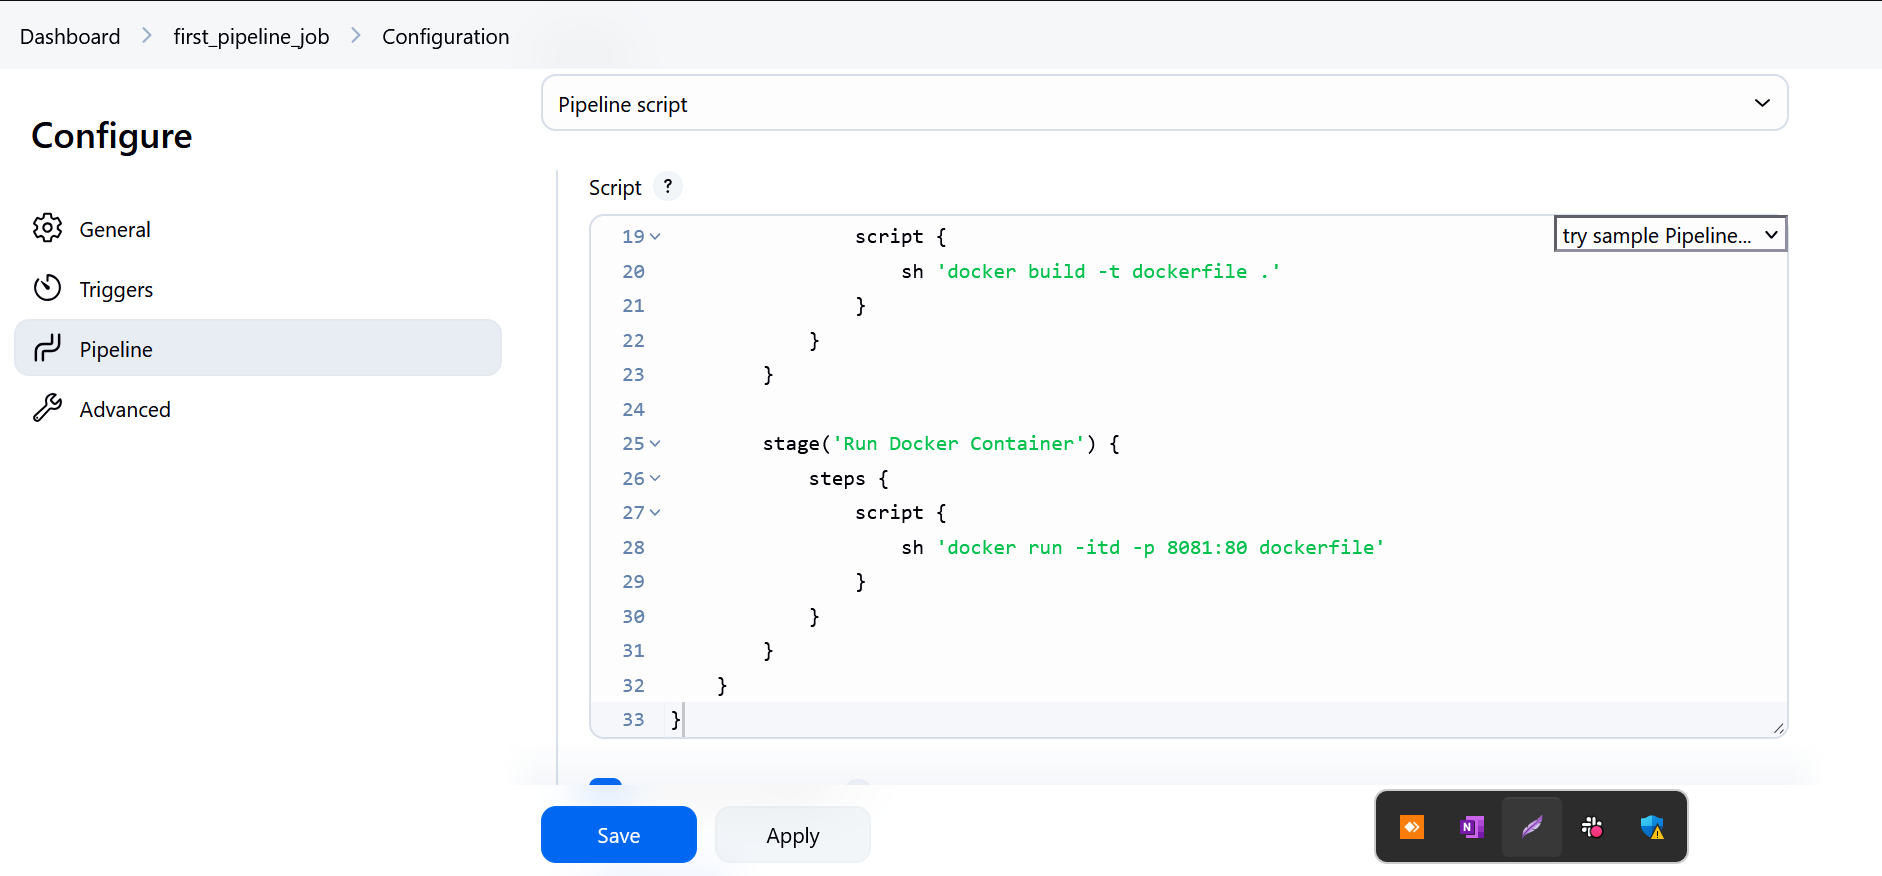 Dashboard > first_pipeline_job > Configuration
Configure
General
Triggers
Pipeline
Advanced
Pipeline script
Script ?
try sample Pipeline...
19 script {
20 sh 'docker build -t dockerfile .'
21 }
22 }
23 }
24
25 stage('Run Docker Container') {
26 steps {
27 script {
28 sh 'docker run -itd -p 8081:80 dockerfile'
29 }
30 }
31 }
32 }
33 }
Save
Apply